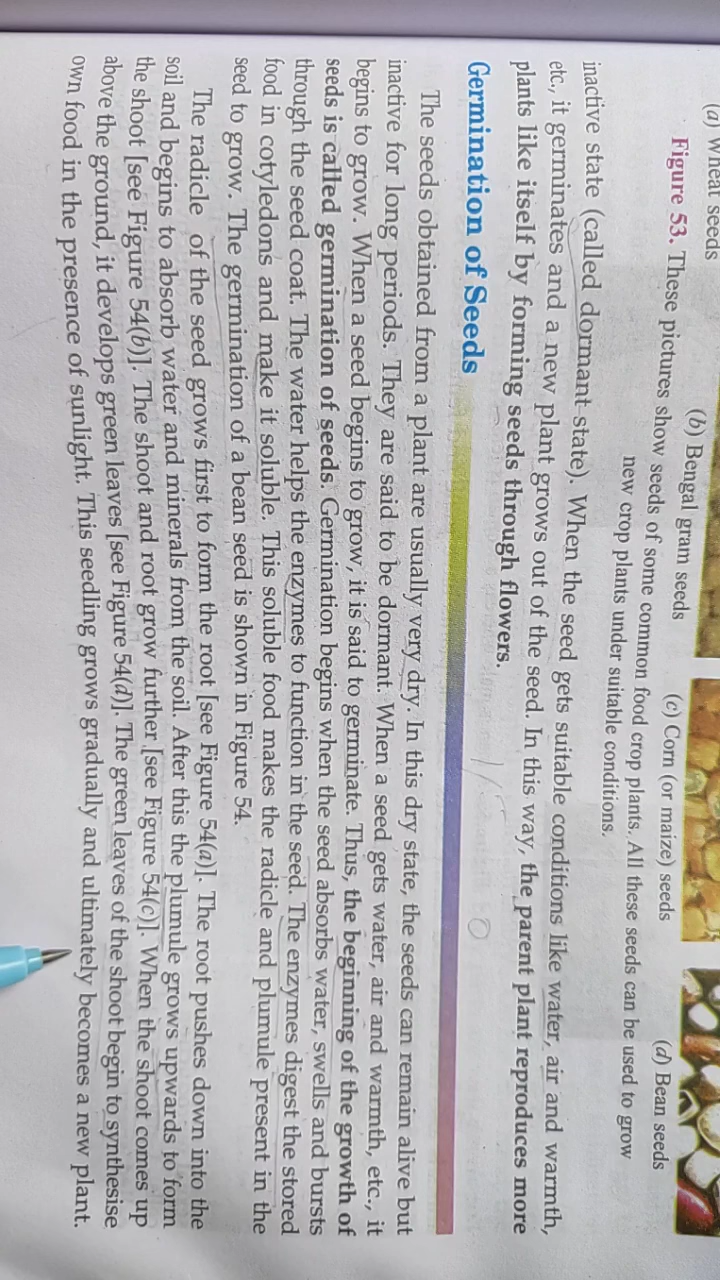 (a) Wheat seeds
(b) Bengal gram seeds
(c) Corn (or maize) seeds
(d) Bean seeds
Figure 53. These pictures show seeds of some common food crop plants. All these seeds can be used to grow
new crop plants under suitable conditions.
inactive state (called dormant state). When the seed gets suitable conditions like water, air and warmth,
etc., it germinates and a new plant grows out of the seed. In this way, the parent plant reproduces more
plants like itself by forming seeds through flowers.
Germination of Seeds
The seeds obtained from a plant are usually very dry. In this dry state, the seeds can remain alive but
inactive for long periods. They are said to be dormant. When a seed gets water, air and warmth, etc., it
begins to grow. When a seed begins to grow, it is said to germinate. Thus, the beginning of the growth of
seeds is called germination of seeds. Germination begins when the seed absorbs water, swells and bursts
through the seed coat. The water helps the enzymes to function in the seed. The enzymes digest the stored
food in cotyledons and make it soluble. This soluble food makes the radicle and plumule present in the
seed to grow. The germination of a bean seed is shown in Figure 54.
The radicle of the seed grows first to form the root [see Figure 54(a)]. The root pushes down into the
soil and begins to absorb water and minerals from the soil. After this the plumule grows upwards to form
the shoot [see Figure 54(b)]. The shoot and root grow further [see Figure 54(c)]. When the shoot comes up
above the ground, it develops green leaves [see Figure 54(d)]. The green leaves of the shoot begin to synthesise
own food in the presence of sunlight. This seedling grows gradually and ultimately becomes a new plant.